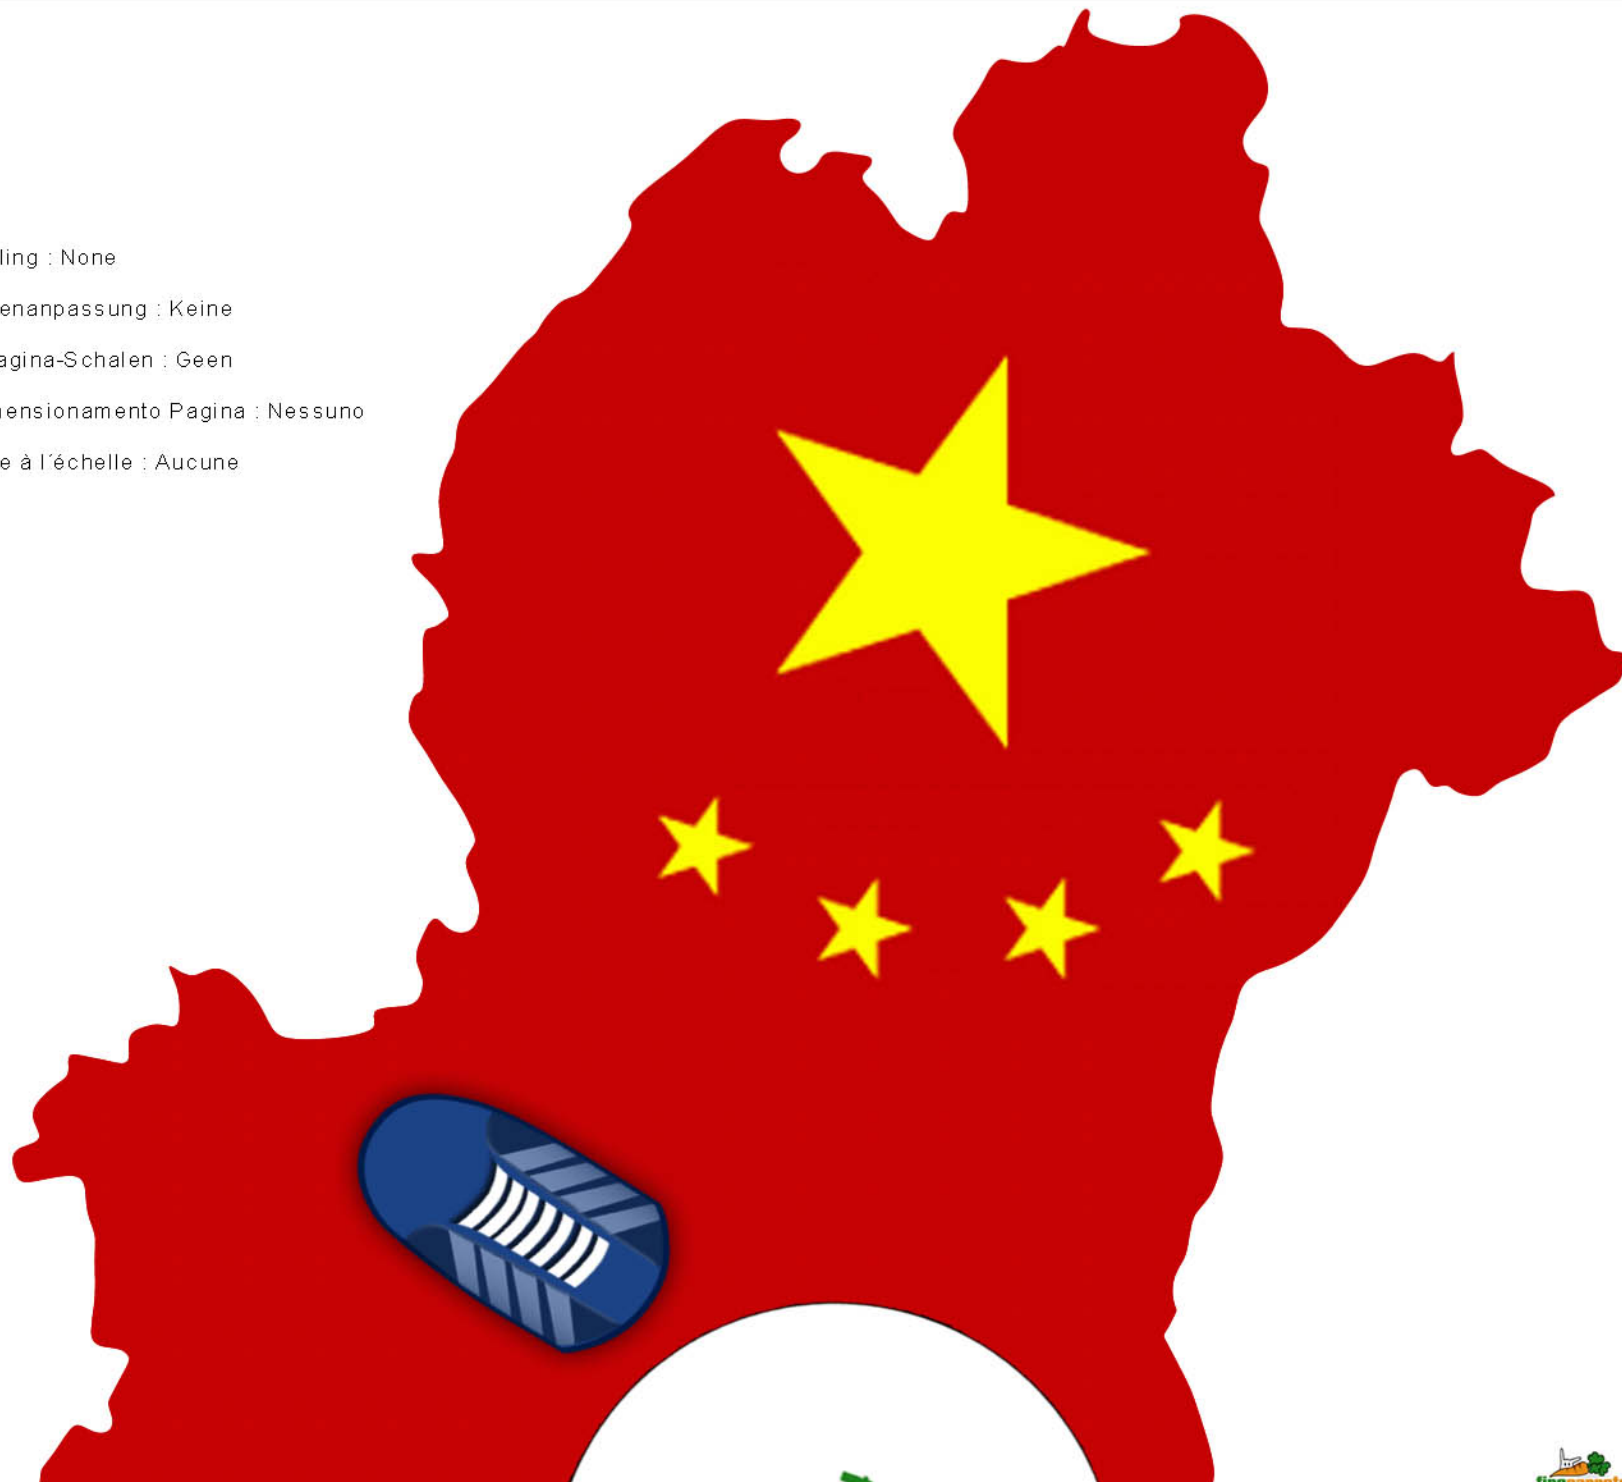 ling : None
enanpassung : Keine
agina-Schalen : Geen
ensionamento Pagina : Nessuno
e à l´échelle : Aucune